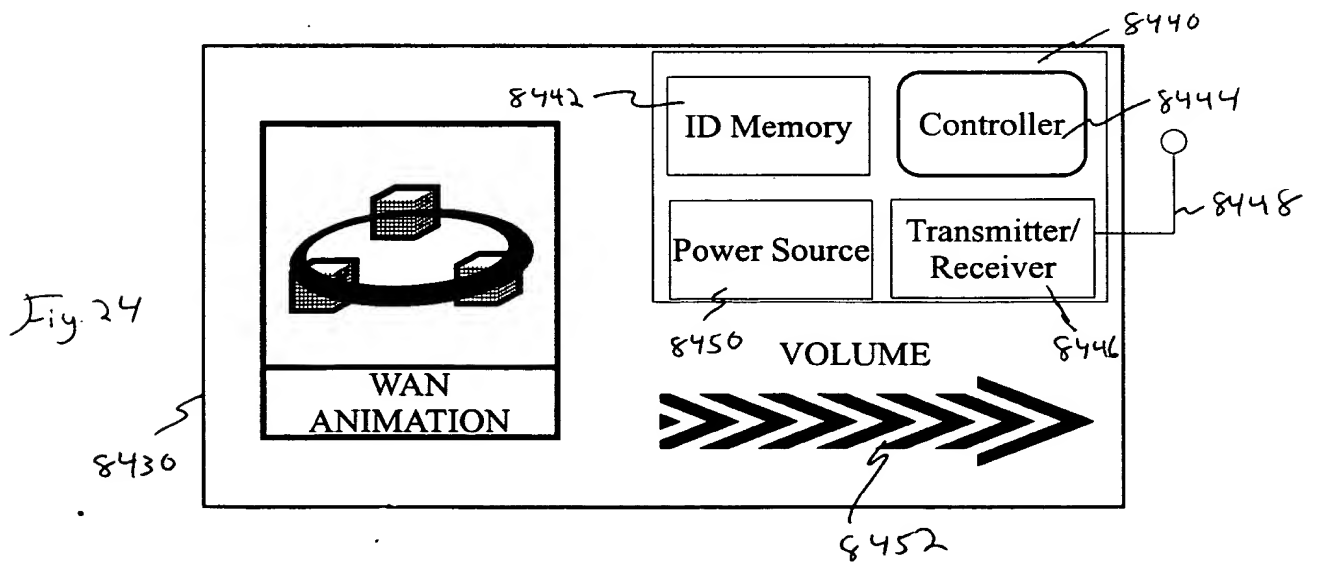 8440
8442
8444
ID Memory
Controller
8448
Power Source
Transmitter/
Receiver
Fig. 24
8450
VOLUME
8446
WAN
ANIMATION
8430
8452